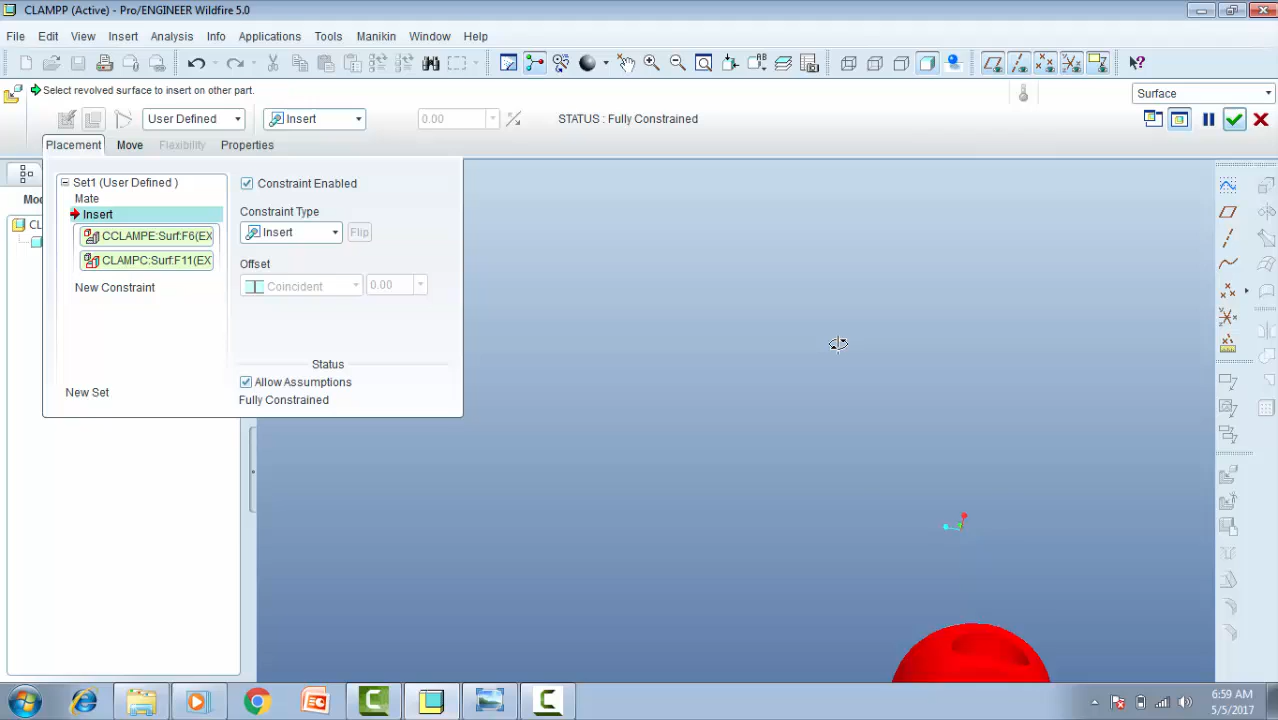 CLAMPP (Active) - Pro/ENGINEER Wildfire 5.0
File Edit View Insert Analysis Info Applications Tools Manikin Window Help
Select revolved surface to insert on other part.
Surface
User Defined
Insert
0.00
STATUS : Fully Constrained
Placement Move Flexibility Properties
Set1 (User Defined )
Mate
Insert
CCLAMPE:Surf:F6(EX
CLAMPC:Surf:F11(EX
New Constraint
New Set
Constraint Enabled
Constraint Type
Insert
Flip
Offset
Coincident
0.00
Status
Allow Assumptions
Fully Constrained
6:59 AM
5/5/2017